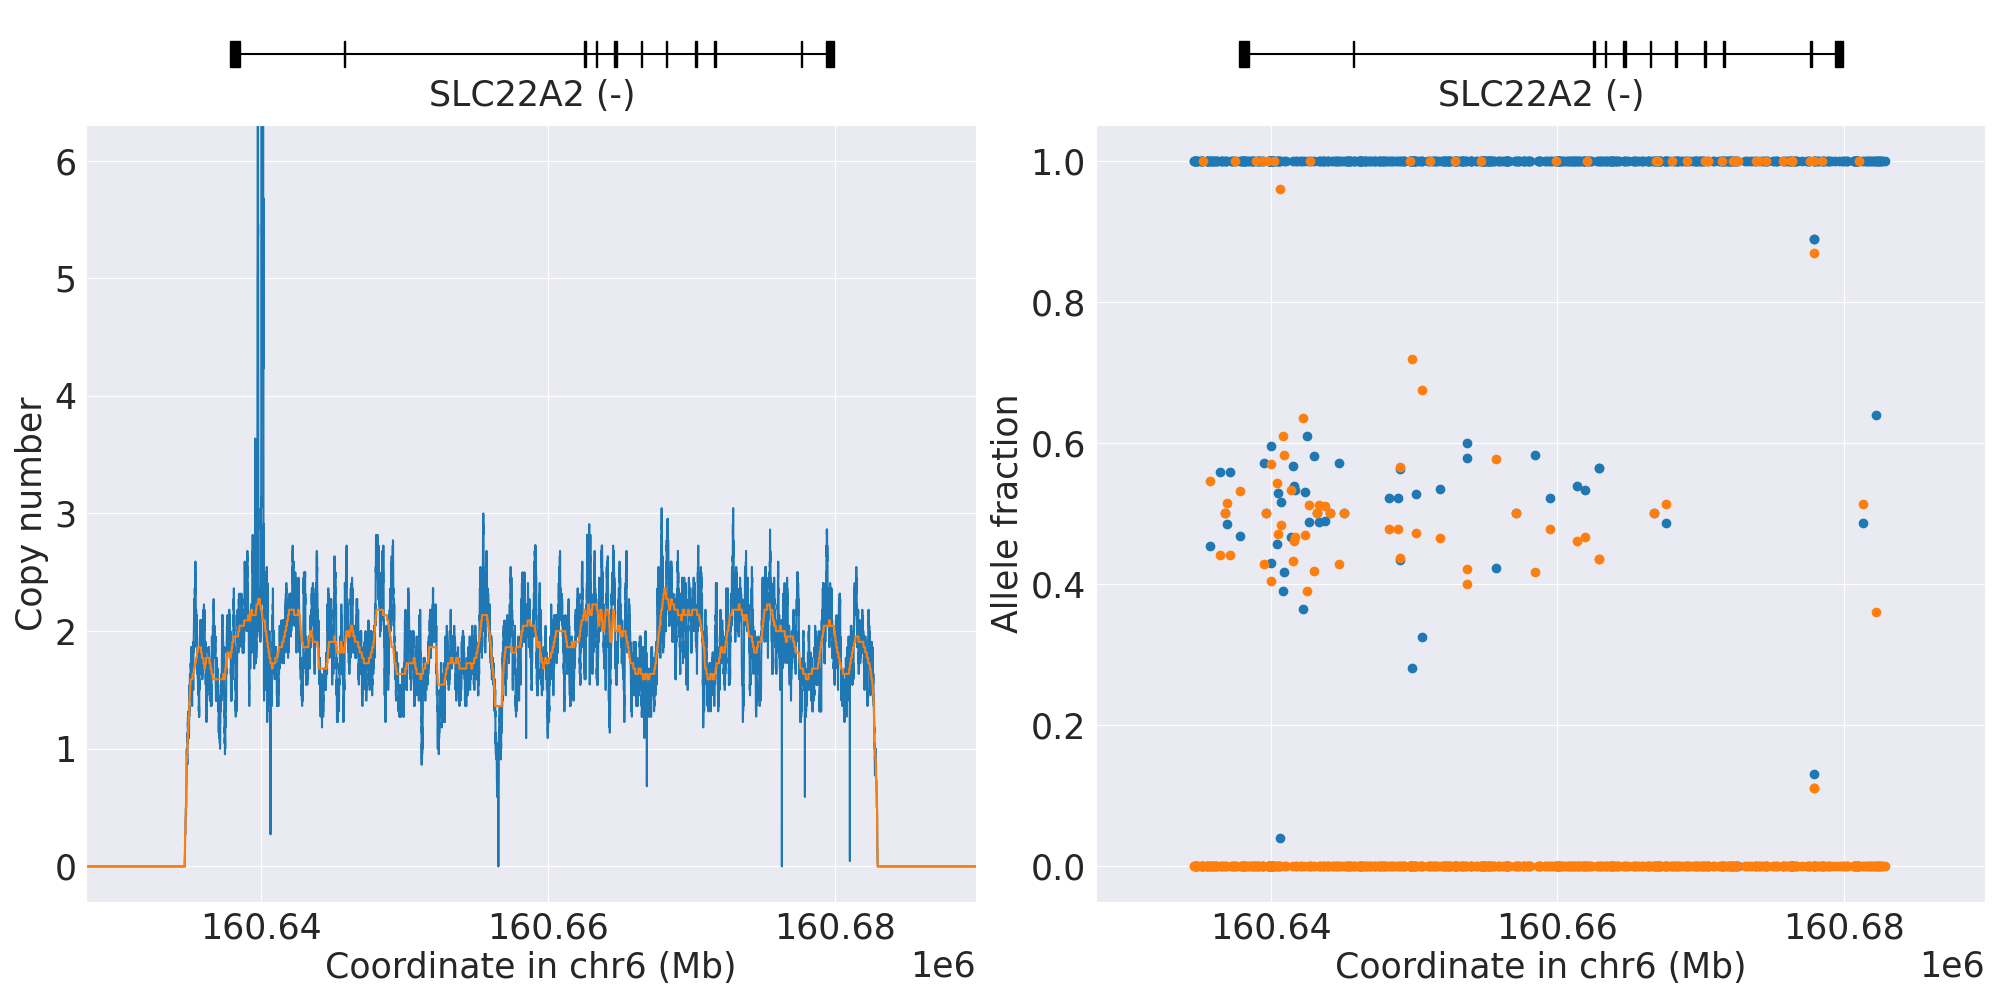 SLC22A2 (-)
6
5
4
3
2
1
0
Copy number
160.64
160.66
160.68
Coordinate in chr6 (Mb)
1e6
SLC22A2 (-)
1.0
0.8
0.6
0.4
0.2
0.0
Allele fraction
160.64
160.66
160.68
Coordinate in chr6 (Mb)
1e6